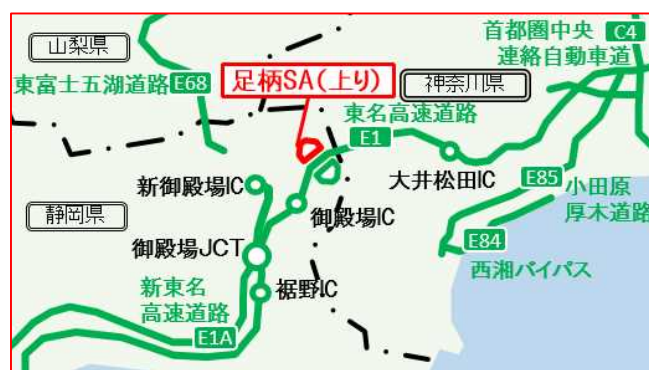 首都圏中央
連絡自動車道
C4
山梨県
東富士五湖道路
E68
足柄SA(上り)
神奈川県
東名高速道路
E1
大井松田IC
E85
小田原
厚木道路
新御殿場IC
御殿場IC
静岡県
御殿場JCT
E84
西湘バイパス
新東名
高速道路
裾野IC
E1A